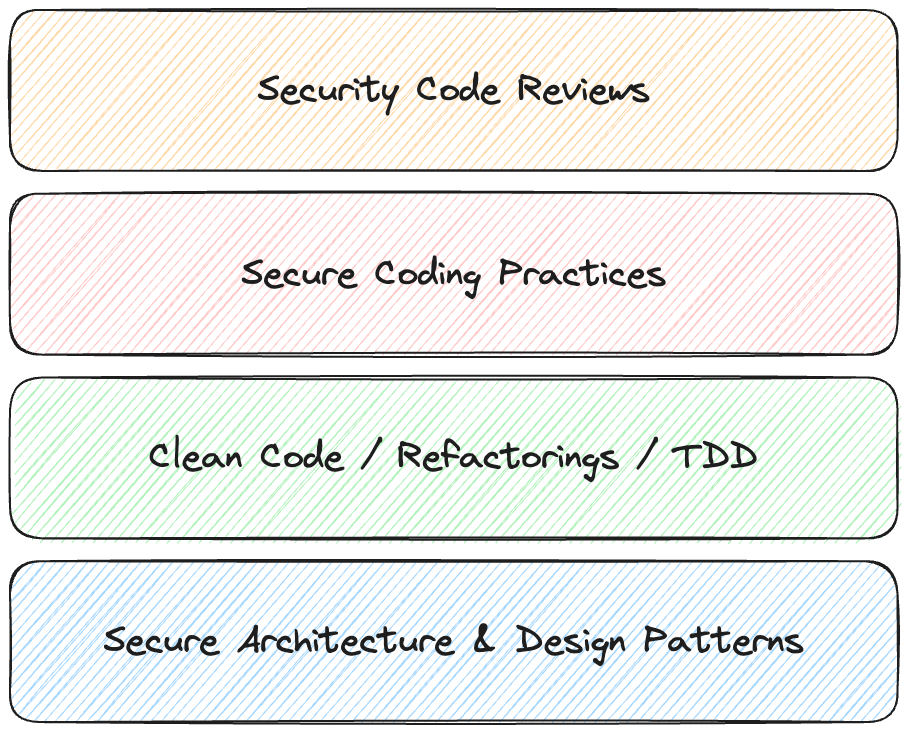 Security Code Reviews
Secure Coding Practices
Clean Code / Refactorings / TDD
Secure Architecture & Design Patterns